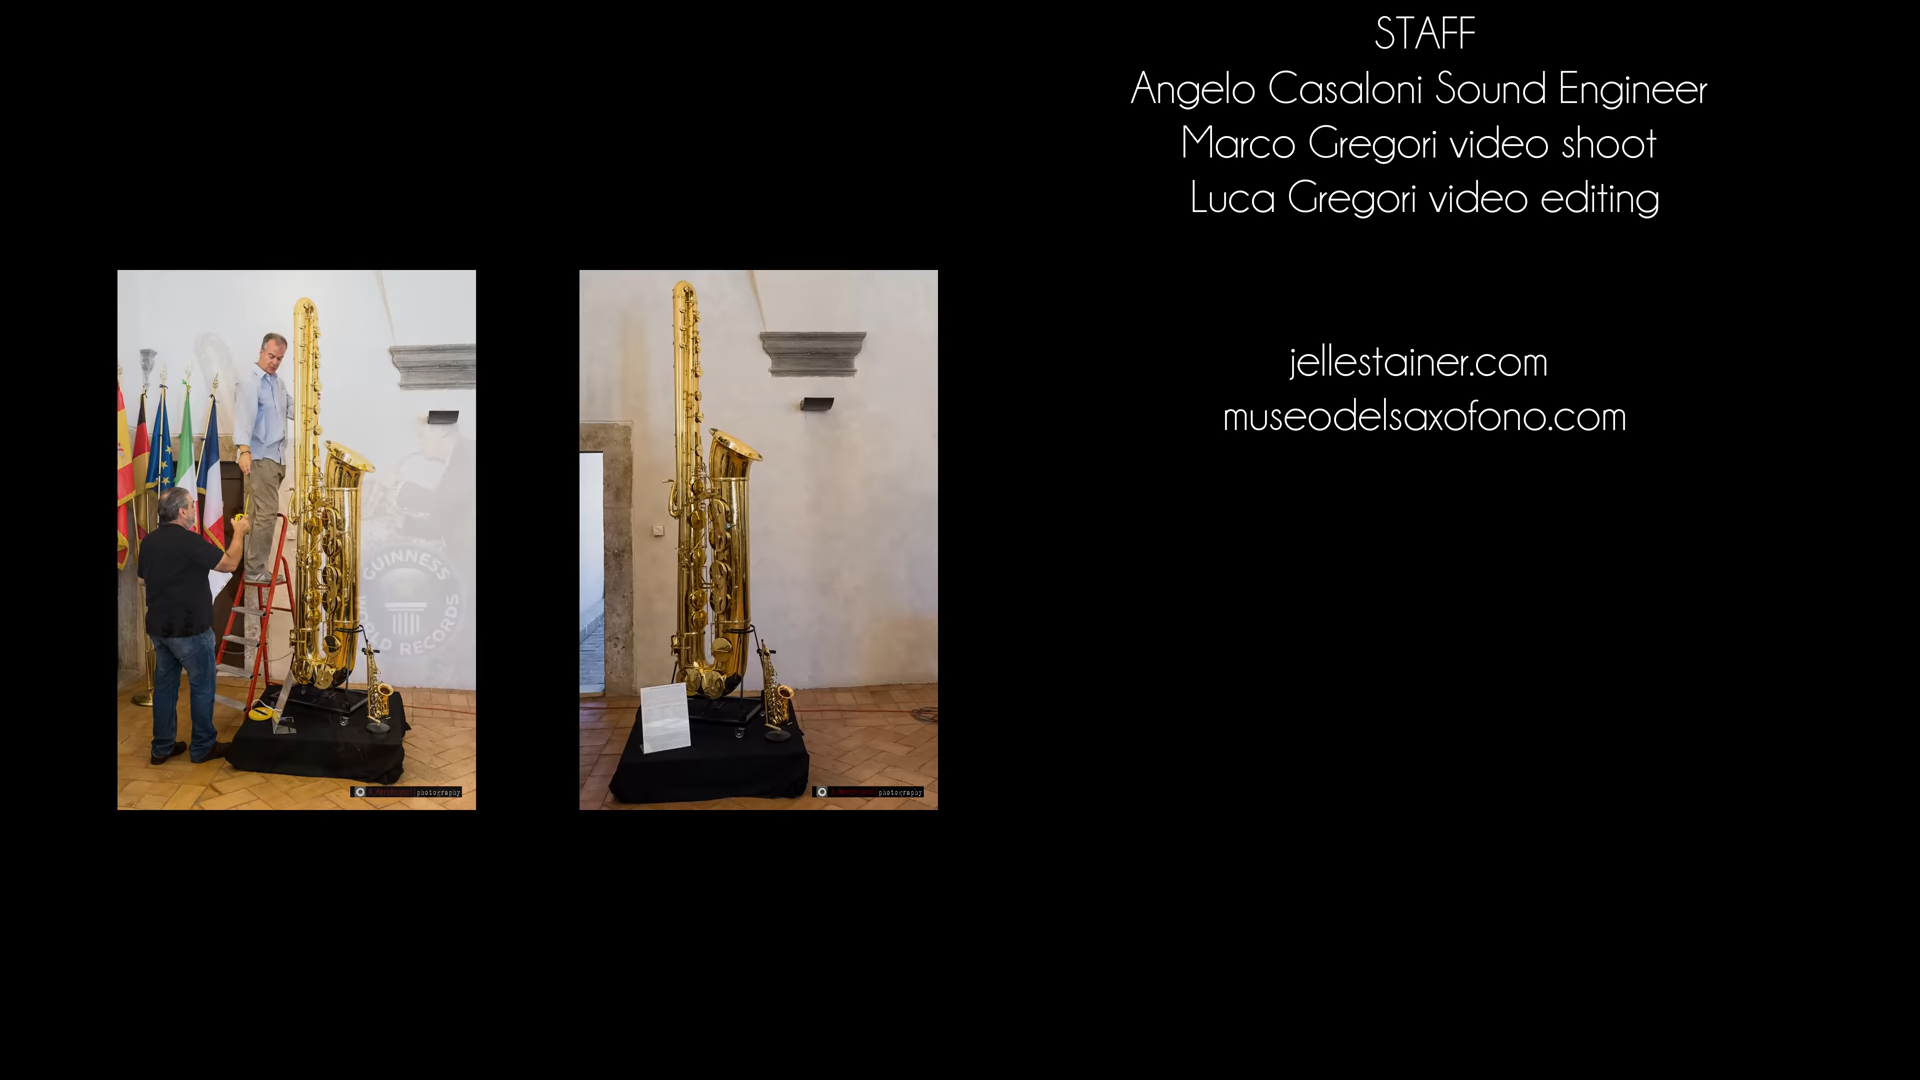 STAFF
Angelo Casaloni Sound Engineer
Marco Gregori video shoot
Luca Gregori video editing
jellestainer.com
museodelsaxofono.com
GUINNESS
WORLD RECORDS
photography
photography